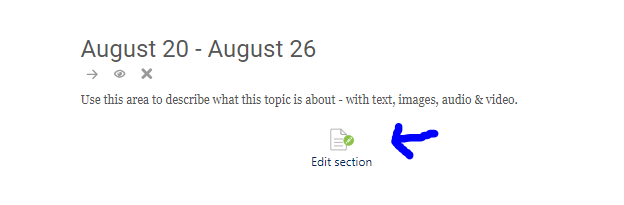 August 20 - August 26
Use this area to describe what this topic is about - with text, images, audio & video.
Edit section